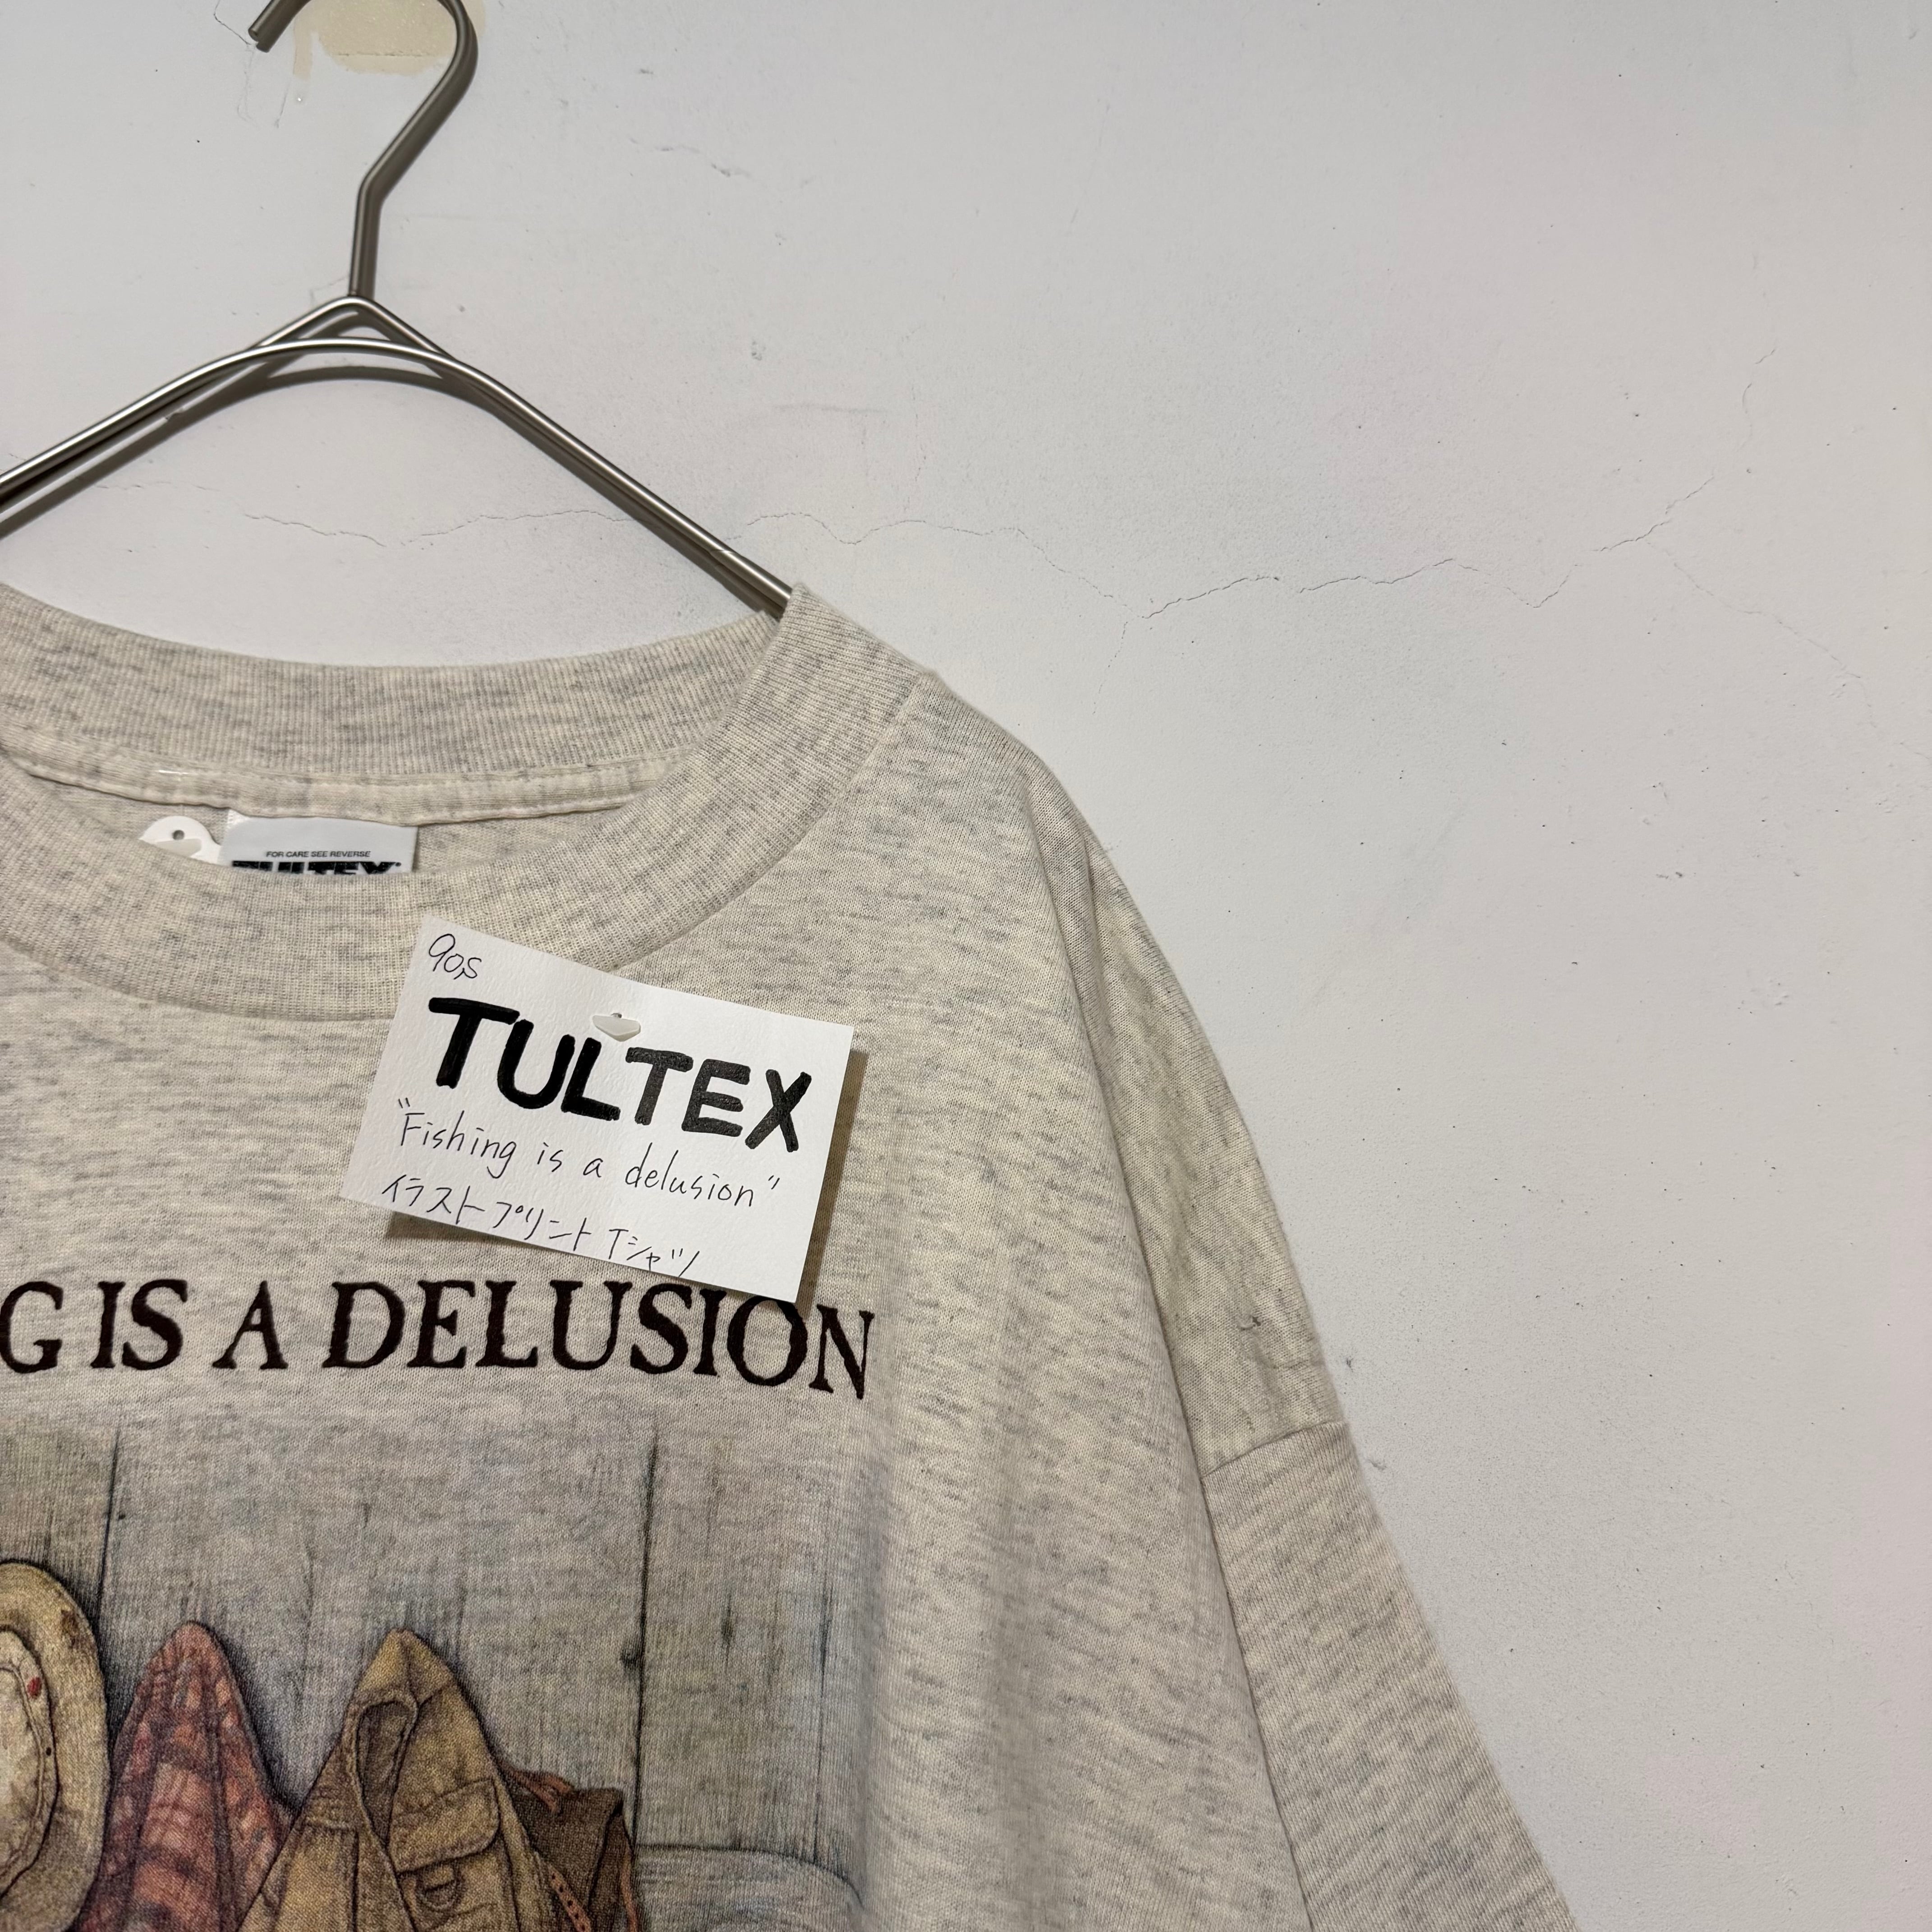 FOR CARE SEE REVERSE
TULTEX
90s
TULTEX
"Fishing is a delusion"
イラストプリント Tシャツ
G IS A DELUSION